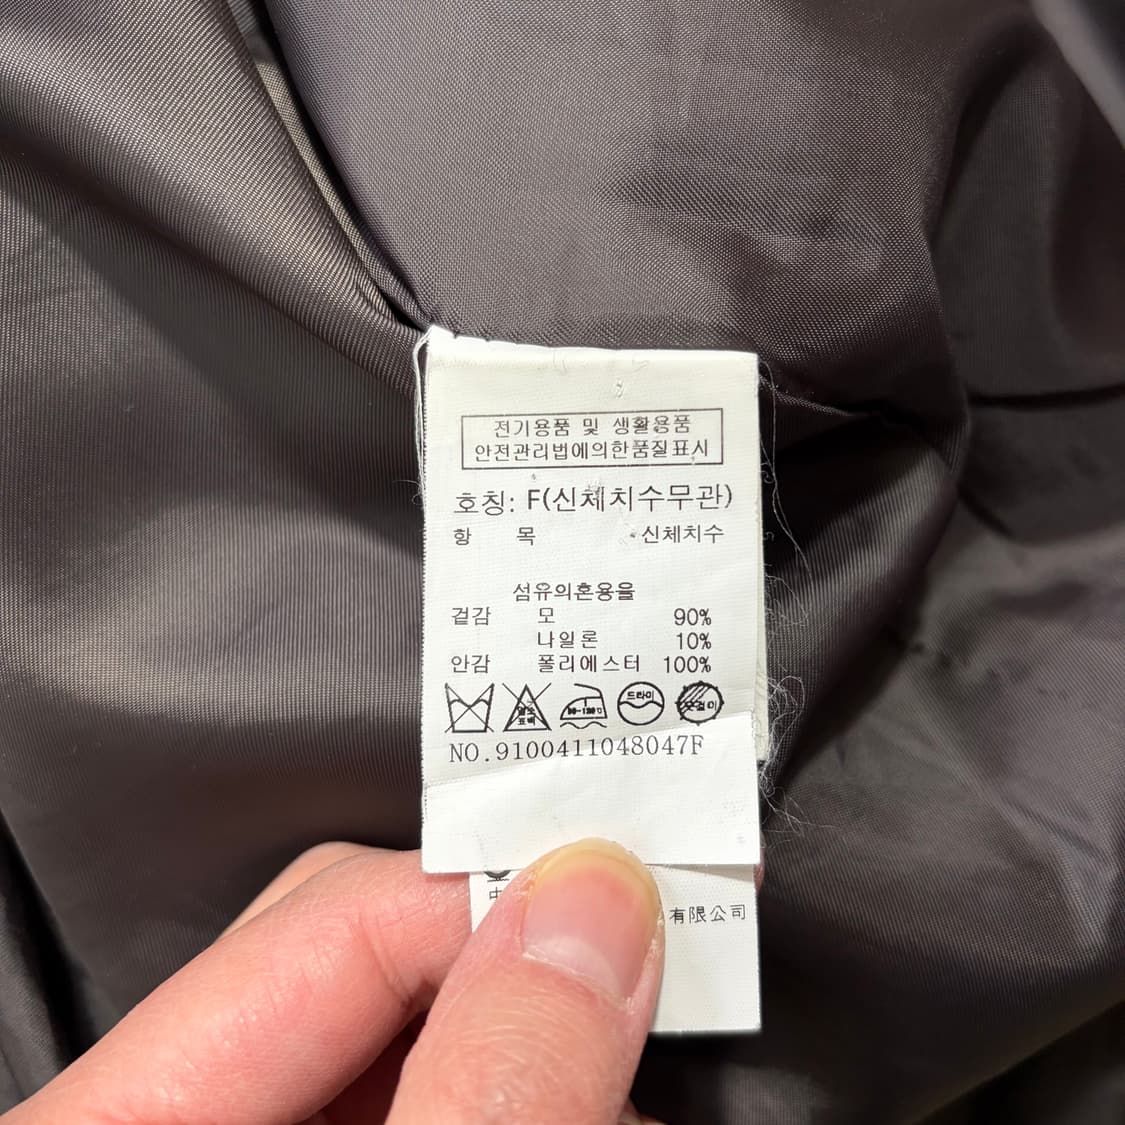 전기용품 및 생활용품
안전관리법에의한품질표시
호칭: F(신체치수무관)
항 목 신체치수
섬유의혼용율
겉감 모 90%
나일론 10%
안감 폴리에스터 100%
드라이
NO.9100411048047F
中
有限公司